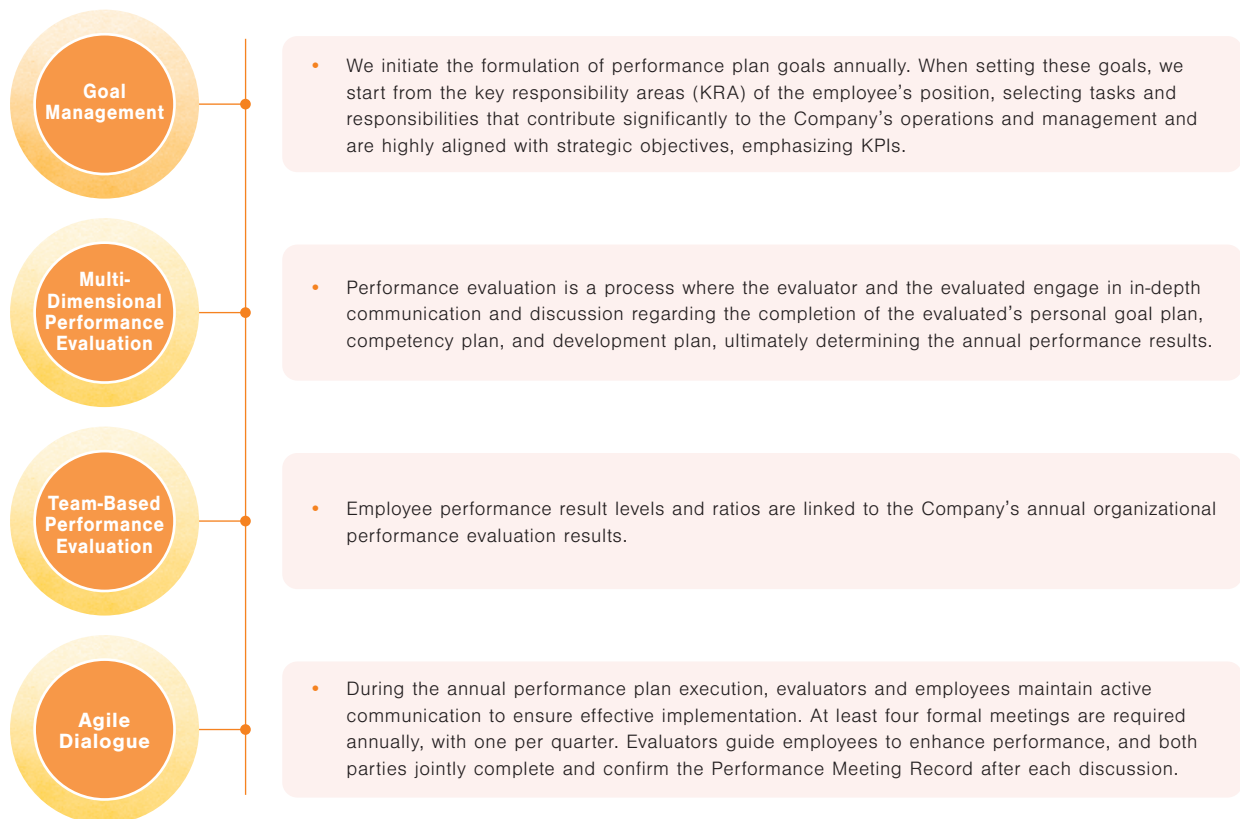 Goal
Management
• We initiate the formulation of performance plan goals annually. When setting these goals, we
start from the key responsibility areas (KRA) of the employee's position, selecting tasks and
responsibilities that contribute significantly to the Company's operations and management and
are highly aligned with strategic objectives, emphasizing KPIs.
Multi-
Dimensional
Performance
Evaluation
• Performance evaluation is a process where the evaluator and the evaluated engage in in-depth
communication and discussion regarding the completion of the evaluated's personal goal plan,
competency plan, and development plan, ultimately determining the annual performance results.
Team-Based
Performance
Evaluation
• Employee performance result levels and ratios are linked to the Company's annual organizational
performance evaluation results.
Agile
Dialogue
• During the annual performance plan execution, evaluators and employees maintain active
communication to ensure effective implementation. At least four formal meetings are required
annually, with one per quarter. Evaluators guide employees to enhance performance, and both
parties jointly complete and confirm the Performance Meeting Record after each discussion.